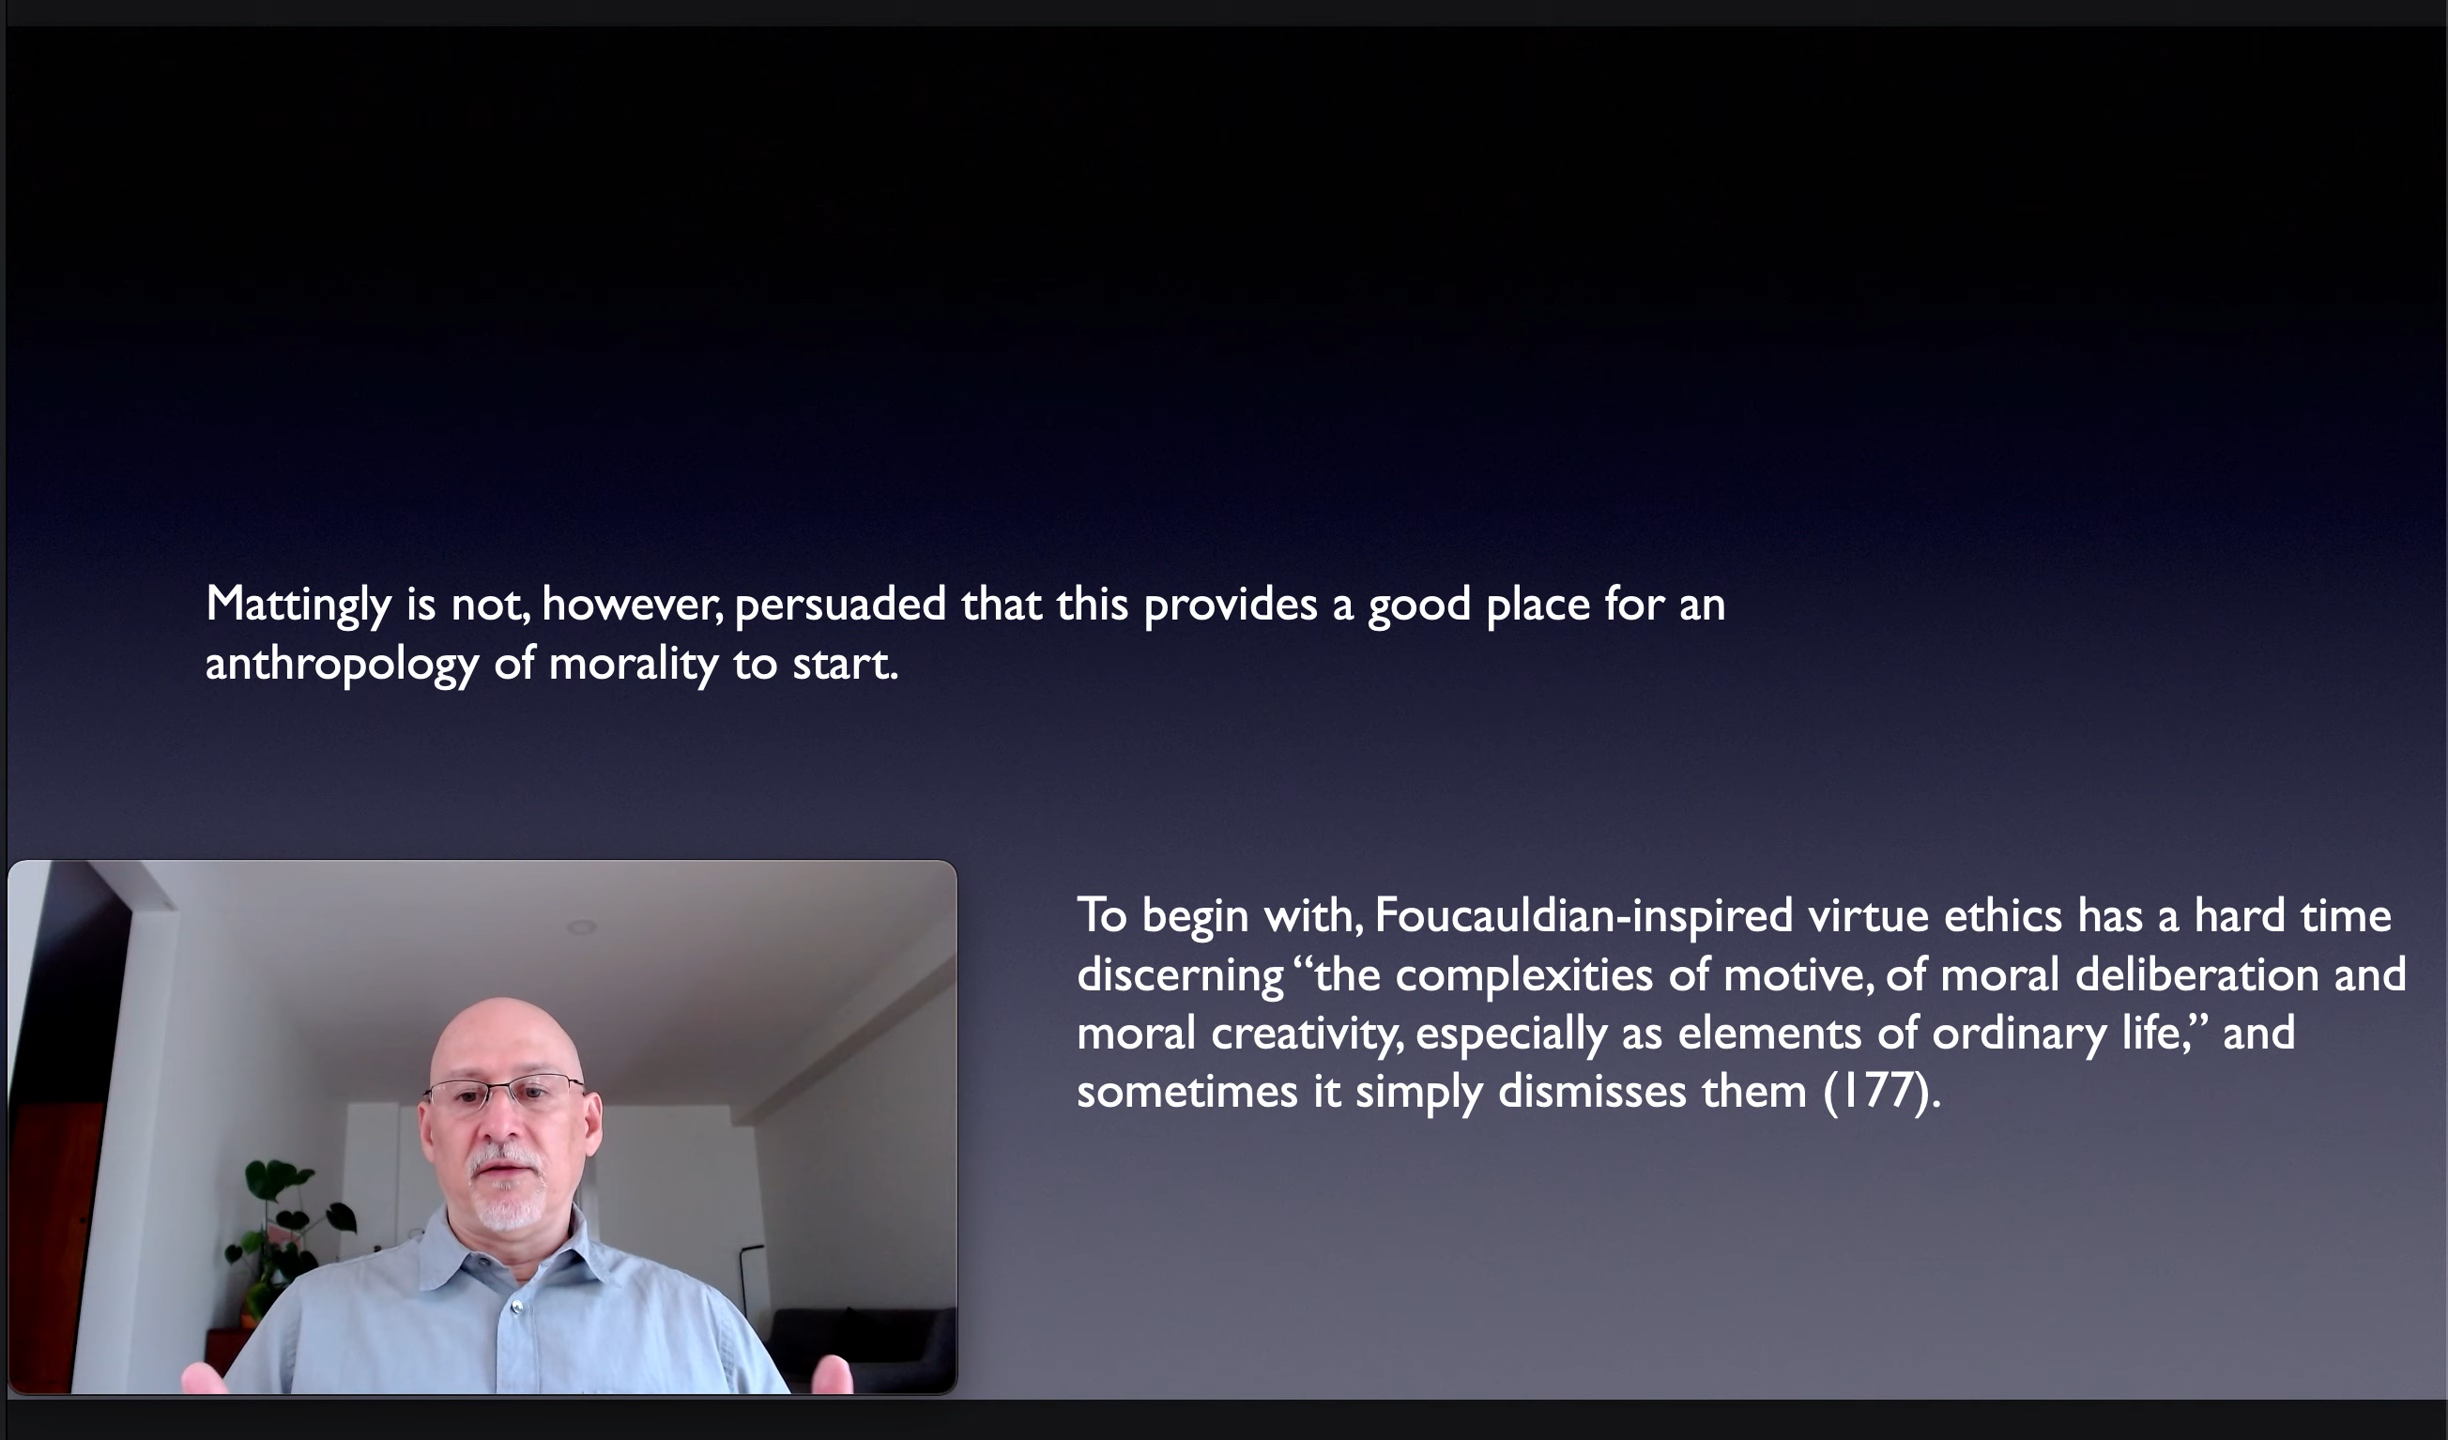 Mattingly is not, however, persuaded that this provides a good place for an
anthropology of morality to start.
To begin with, Foucauldian-inspired virtue ethics has a hard time
discerning “the complexities of motive, of moral deliberation and
moral creativity, especially as elements of ordinary life,” and
sometimes it simply dismisses them (177).